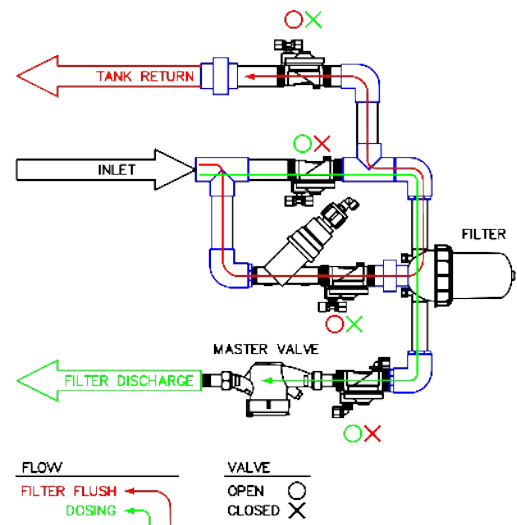 TANK RETURN
INLET
FILTER
MASTER VALVE
FILTER DISCHARGE
FLOW
FILTER FLUSH
DOSING
VALVE
OPEN
CLOSED